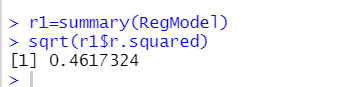 > r1=summary(RegModel)
> sqrt(r1$r.squared)
[1] 0.4617324
>